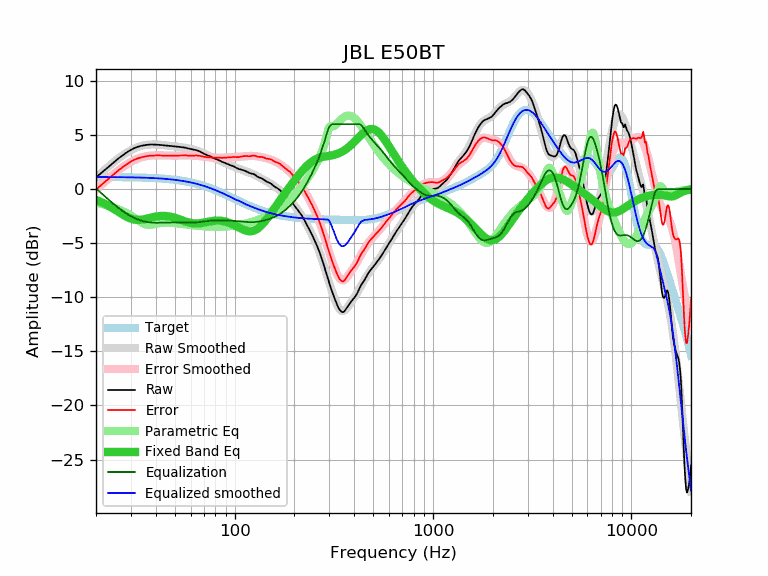 JBL E50BT
Amplitude (dBr)
10
5
0
−5
−10
−15
−20
−25
Target
Raw Smoothed
Error Smoothed
Raw
Error
Parametric Eq
Fixed Band Eq
Equalization
Equalized smoothed
100
1000
10000
Frequency (Hz)